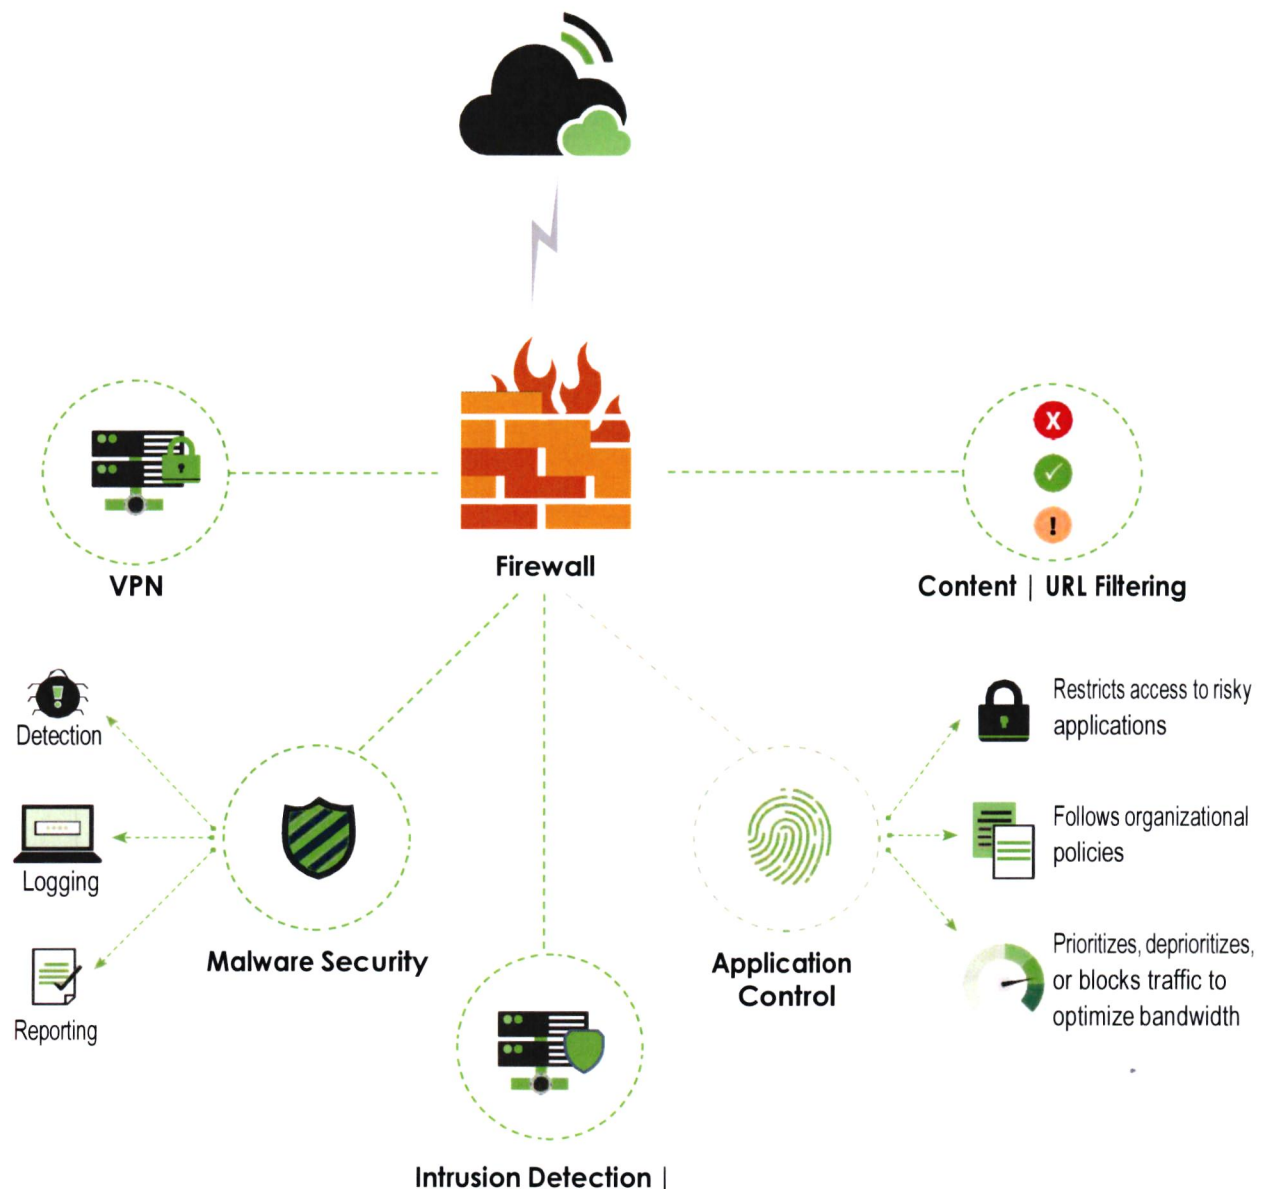 Firewall
VPN
Content | URL Filtering
Detection
Logging
Reporting
Malware Security
Restricts access to risky
applications
Follows organizational
policies
Prioritizes, deprioritizes,
or blocks traffic to
optimize bandwidth
Application
Control
Intrusion Detection |